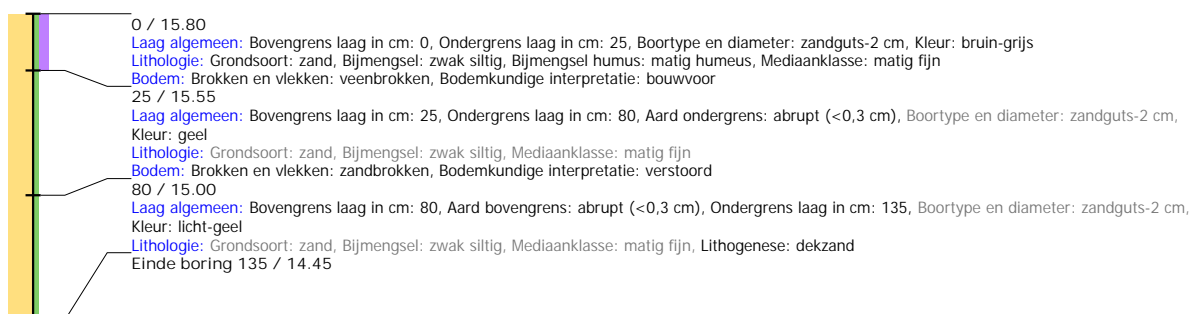 0 / 15.80
Laag algemeen: Bovengrens laag in cm: 0, Ondergrens laag in cm: 25, Boortype en diameter: zandguts-2 cm, Kleur: bruin-grijs
Lithologie: Grondsoort: zand, Bijmengsel: zwak siltig, Bijmengsel humus: matig humeus, Mediaanklasse: matig fijn
Bodem: Brokken en vlekken: veenbrokken, Bodemkundige interpretatie: bouwvoor
25 / 15.55
Laag algemeen: Bovengrens laag in cm: 25, Ondergrens laag in cm: 80, Aard ondergrens: abrupt (<0,3 cm), Boortype en diameter: zandguts-2 cm,
Kleur: geel
Lithologie: Grondsoort: zand, Bijmengsel: zwak siltig, Mediaanklasse: matig fijn
Bodem: Brokken en vlekken: zandbrokken, Bodemkundige interpretatie: verstoord
80 / 15.00
Laag algemeen: Bovengrens laag in cm: 80, Aard bovengrens: abrupt (<0,3 cm), Ondergrens laag in cm: 135, Boortype en diameter: zandguts-2 cm,
Kleur: licht-geel
Lithologie: Grondsoort: zand, Bijmengsel: zwak siltig, Mediaanklasse: matig fijn, Lithogenese: dekzand
Einde boring 135 / 14.45